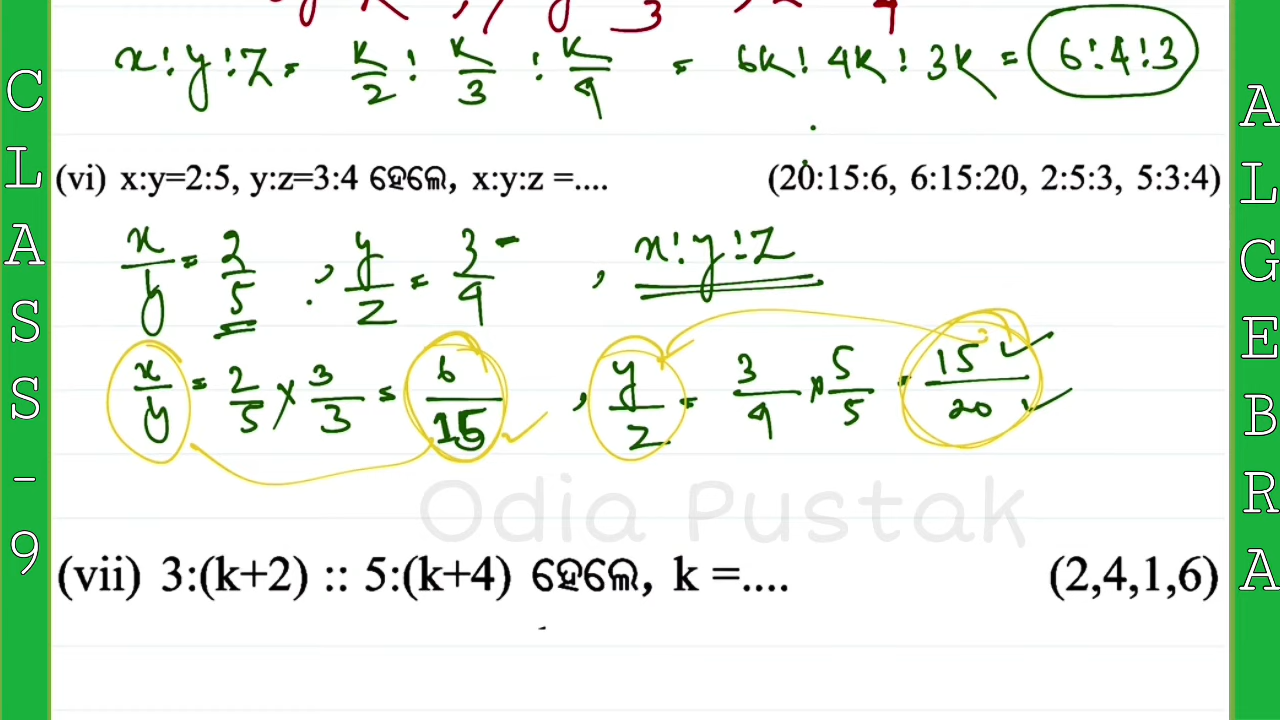 x:y:z = k/2 : k/3 : k/4 = 6k : 4k : 3k = 6:4:3
(vi) x:y=2:5, y:z=3:4 ହେଲେ, x:y:z =.... (20:15:6, 6:15:20, 2:5:3, 5:3:4)
x/y = 2/5 , y/z = 3/4 , x:y:z
x/y = 2/5 × 3/3 = 6/15 , y/z = 3/4 × 5/5 = 15/20
Odia Pustak
(vii) 3:(k+2) :: 5:(k+4) ହେଲେ, k =.... (2,4,1,6)
CLASS-9
ALGEBRA